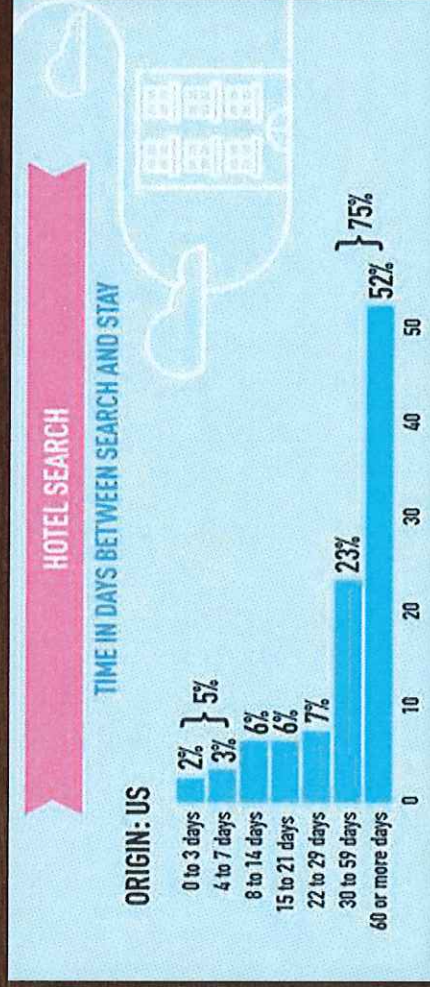 HOTEL SEARCH
TIME IN DAYS BETWEEN SEARCH AND STAY
ORIGIN: US
0 to 3 days 2%
4 to 7 days 3%
} 5%
8 to 14 days 6%
15 to 21 days 6%
22 to 29 days 7%
30 to 59 days 23%
60 or more days 52%
} 75%
0 10 20 30 40 50